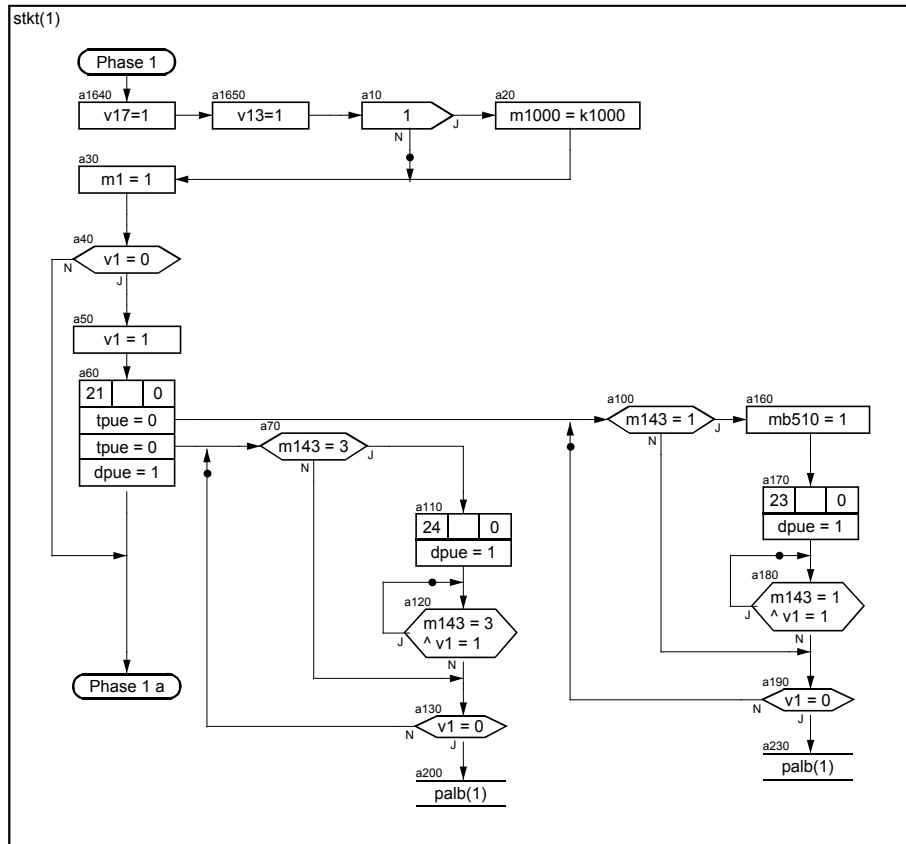 stkt(1)
Phase 1
a1640
v17=1
a1650
v13=1
a10
1
J
N
a20
m1000 = k1000
a30
m1 = 1
a40
v1 = 0
N
J
a50
v1 = 1
a60
21 0
tpue = 0
tpue = 0
dpue = 1
a70
m143 = 3
J
N
a100
m143 = 1
J
N
a160
mb510 = 1
a110
24 0
dpue = 1
a170
23 0
dpue = 1
a120
m143 = 3
^ v1 = 1
J
N
a180
m143 = 1
^ v1 = 1
J
N
Phase 1 a
a130
v1 = 0
N
J
a190
v1 = 0
N
J
a200
palb(1)
a230
palb(1)